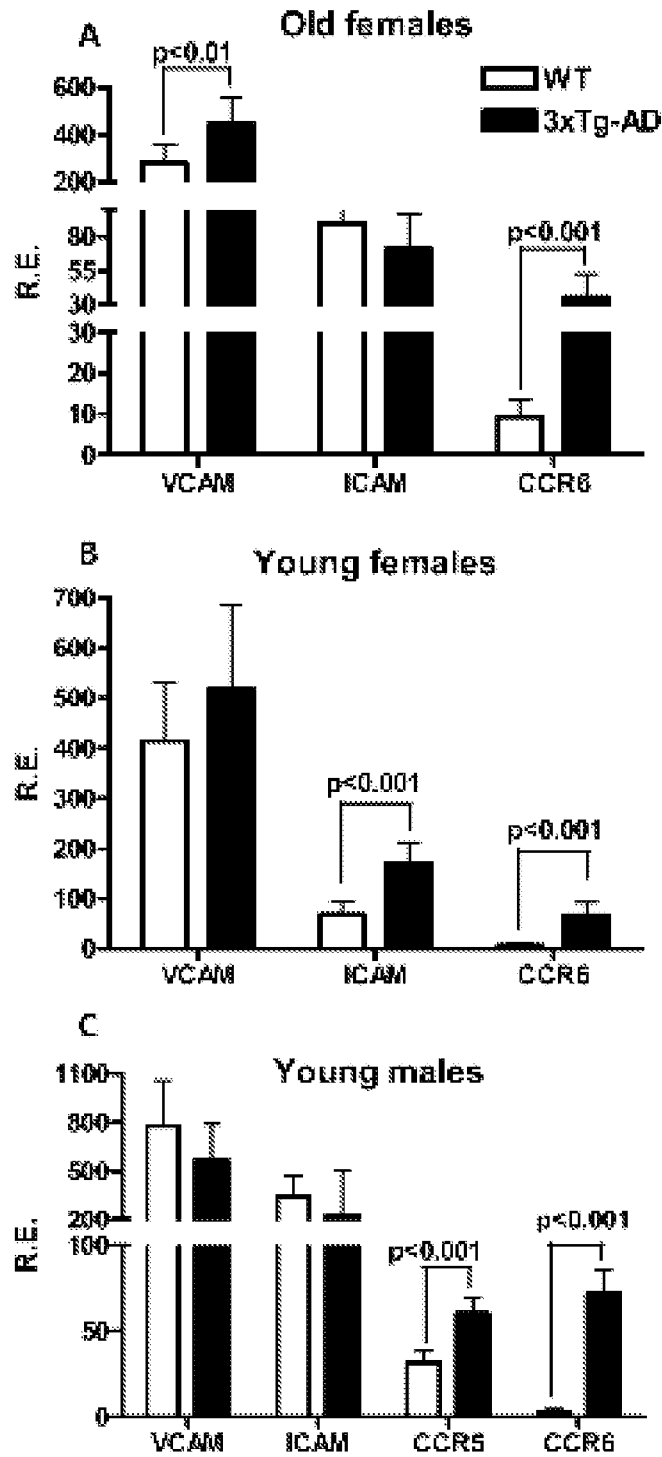 A
Old females
p<0.01
WT
3xTg-AD
600
400
200
80
55
30
p<0.001
R.E.
30
20
10
0
VCAM
ICAM
CCR6
B
Young females
700
600
500
400
300
200
100
0
R.E.
p<0.001
p<0.001
VCAM
ICAM
CCR6
C
Young males
1100
800
500
200
100
50
0
R.E.
p<0.001
p<0.001
VCAM
ICAM
CCR5
CCR6